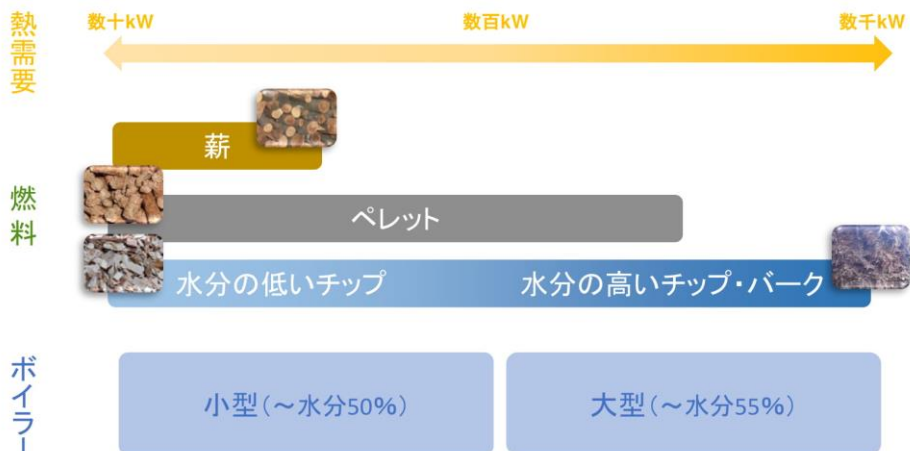 熱需要
数十kW 数百kW 数千kW
薪
燃料
ペレット
水分の低いチップ 水分の高いチップ・バーク
ボイラー
小型(～水分50%) 大型(～水分55%)